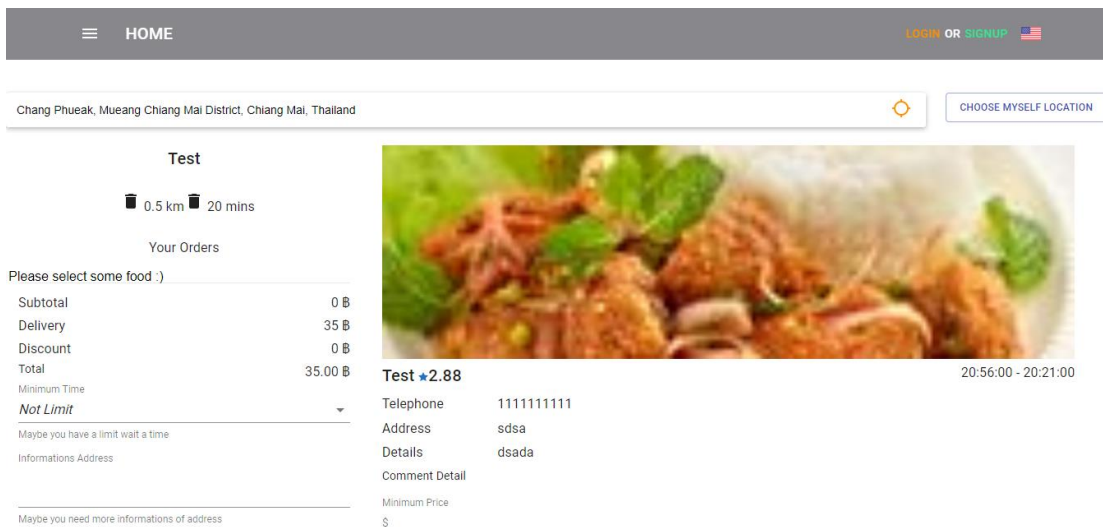 HOME
LOGIN OR SIGNUP
Chang Phueak, Mueang Chiang Mai District, Chiang Mai, Thailand
CHOOSE MYSELF LOCATION
Test
0.5 km 20 mins
Your Orders
Please select some food :)
Subtotal 0 ฿
Delivery 35 ฿
Discount 0 ฿
Total 35.00 ฿
Minimum Time
Not Limit
Maybe you have a limit wait a time
Informations Address
Maybe you need more informations of address
Test ★2.88 20:56:00 - 20:21:00
Telephone 1111111111
Address sdsa
Details dsada
Comment Detail
Minimum Price
$